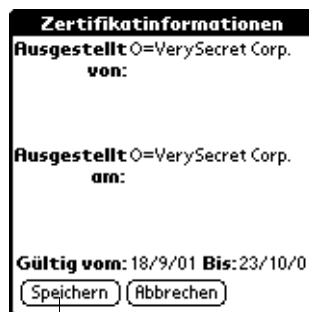 Zertifikatinformationen
Ausgestellt O=VerySecret Corp.
von:
Ausgestellt O=VerySecret Corp.
am:
Gültig vom: 18/9/01 Bis: 23/10/0
Speichern Abbrechen